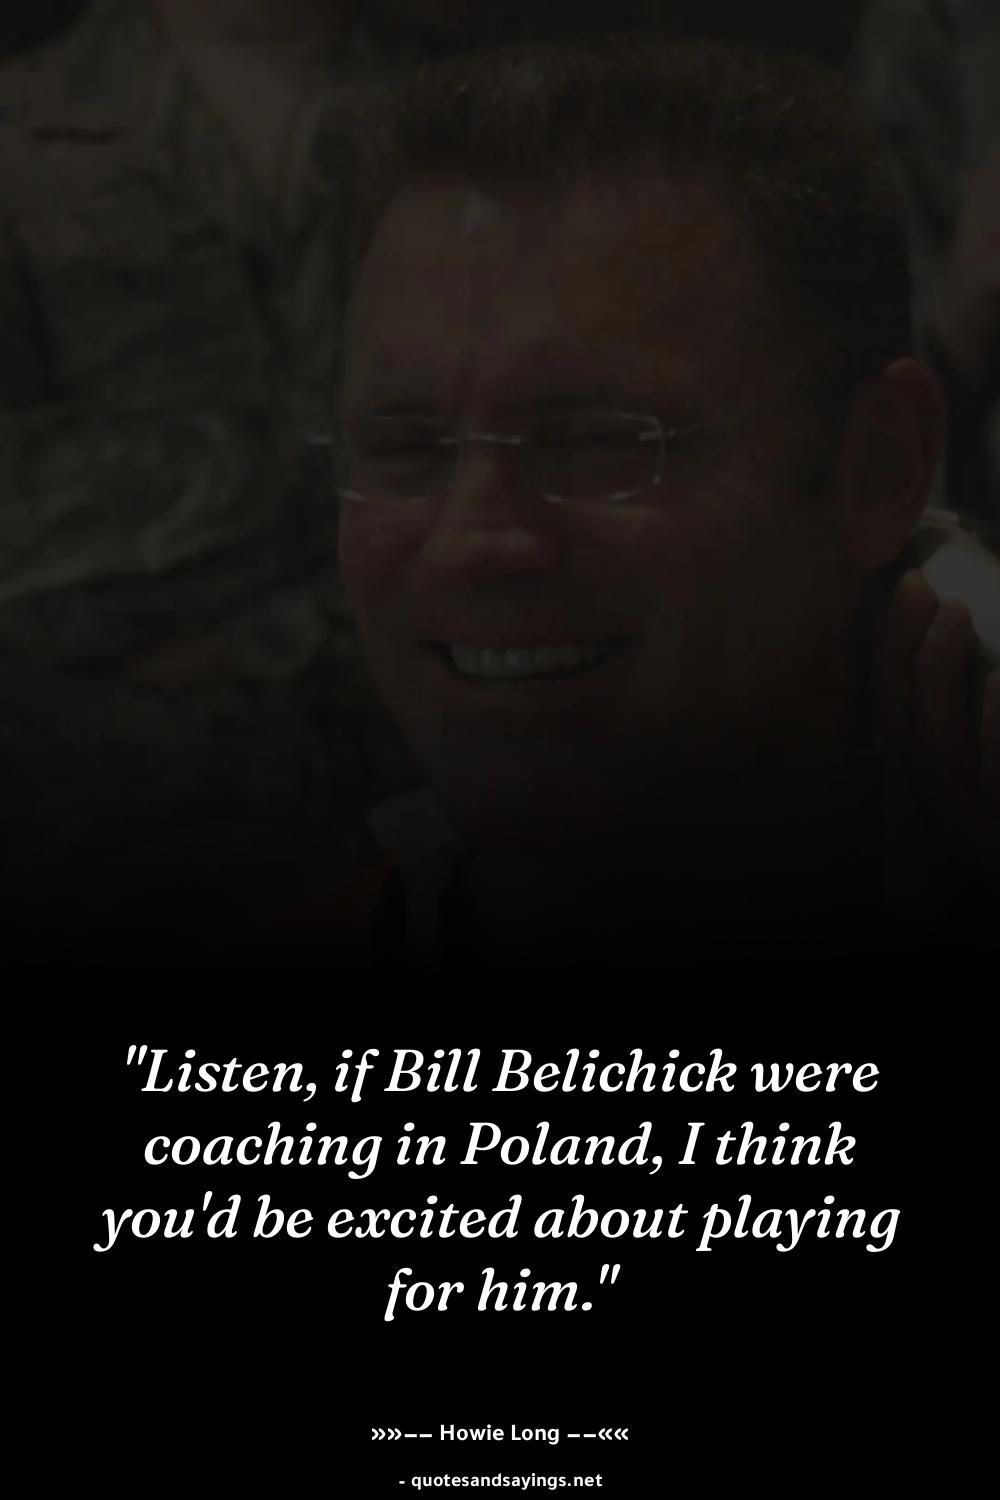 "Listen, if Bill Belichick were
coaching in Poland, I think
you'd be excited about playing
for him."
»»−− Howie Long −−««
- quotesandsayings.net